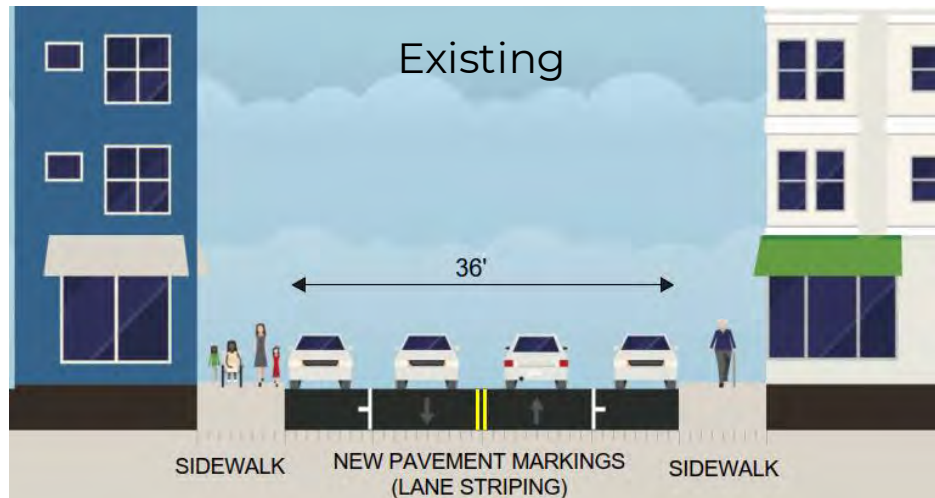 Existing
36'
SIDEWALK
NEW PAVEMENT MARKINGS
(LANE STRIPING)
SIDEWALK